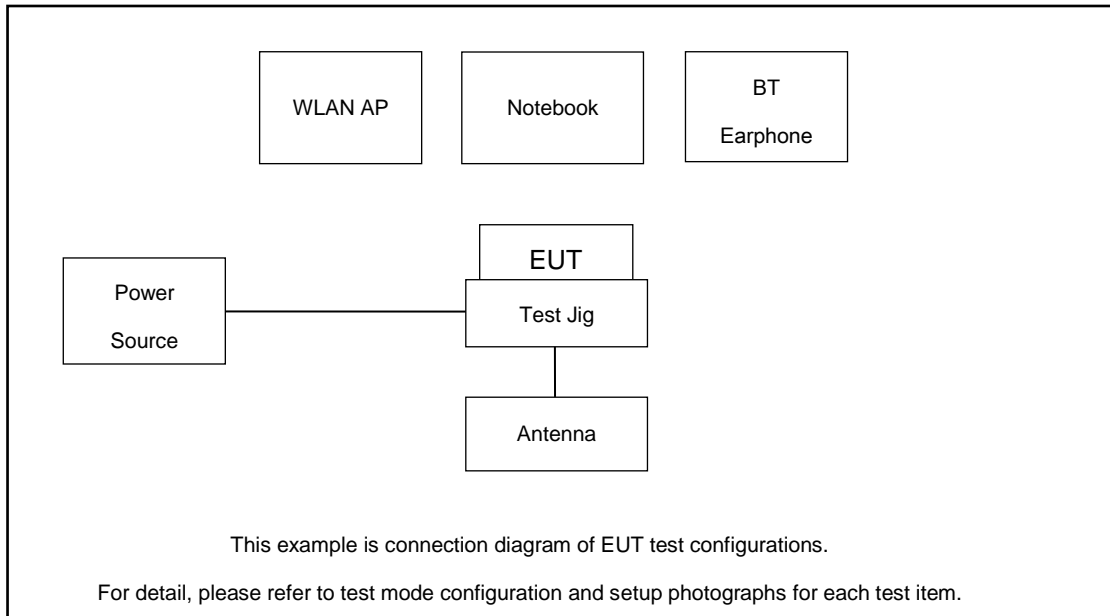 WLAN AP
Notebook
BT
Earphone
EUT
Power
Source
Test Jig
Antenna
This example is connection diagram of EUT test configurations.
For detail, please refer to test mode configuration and setup photographs for each test item.